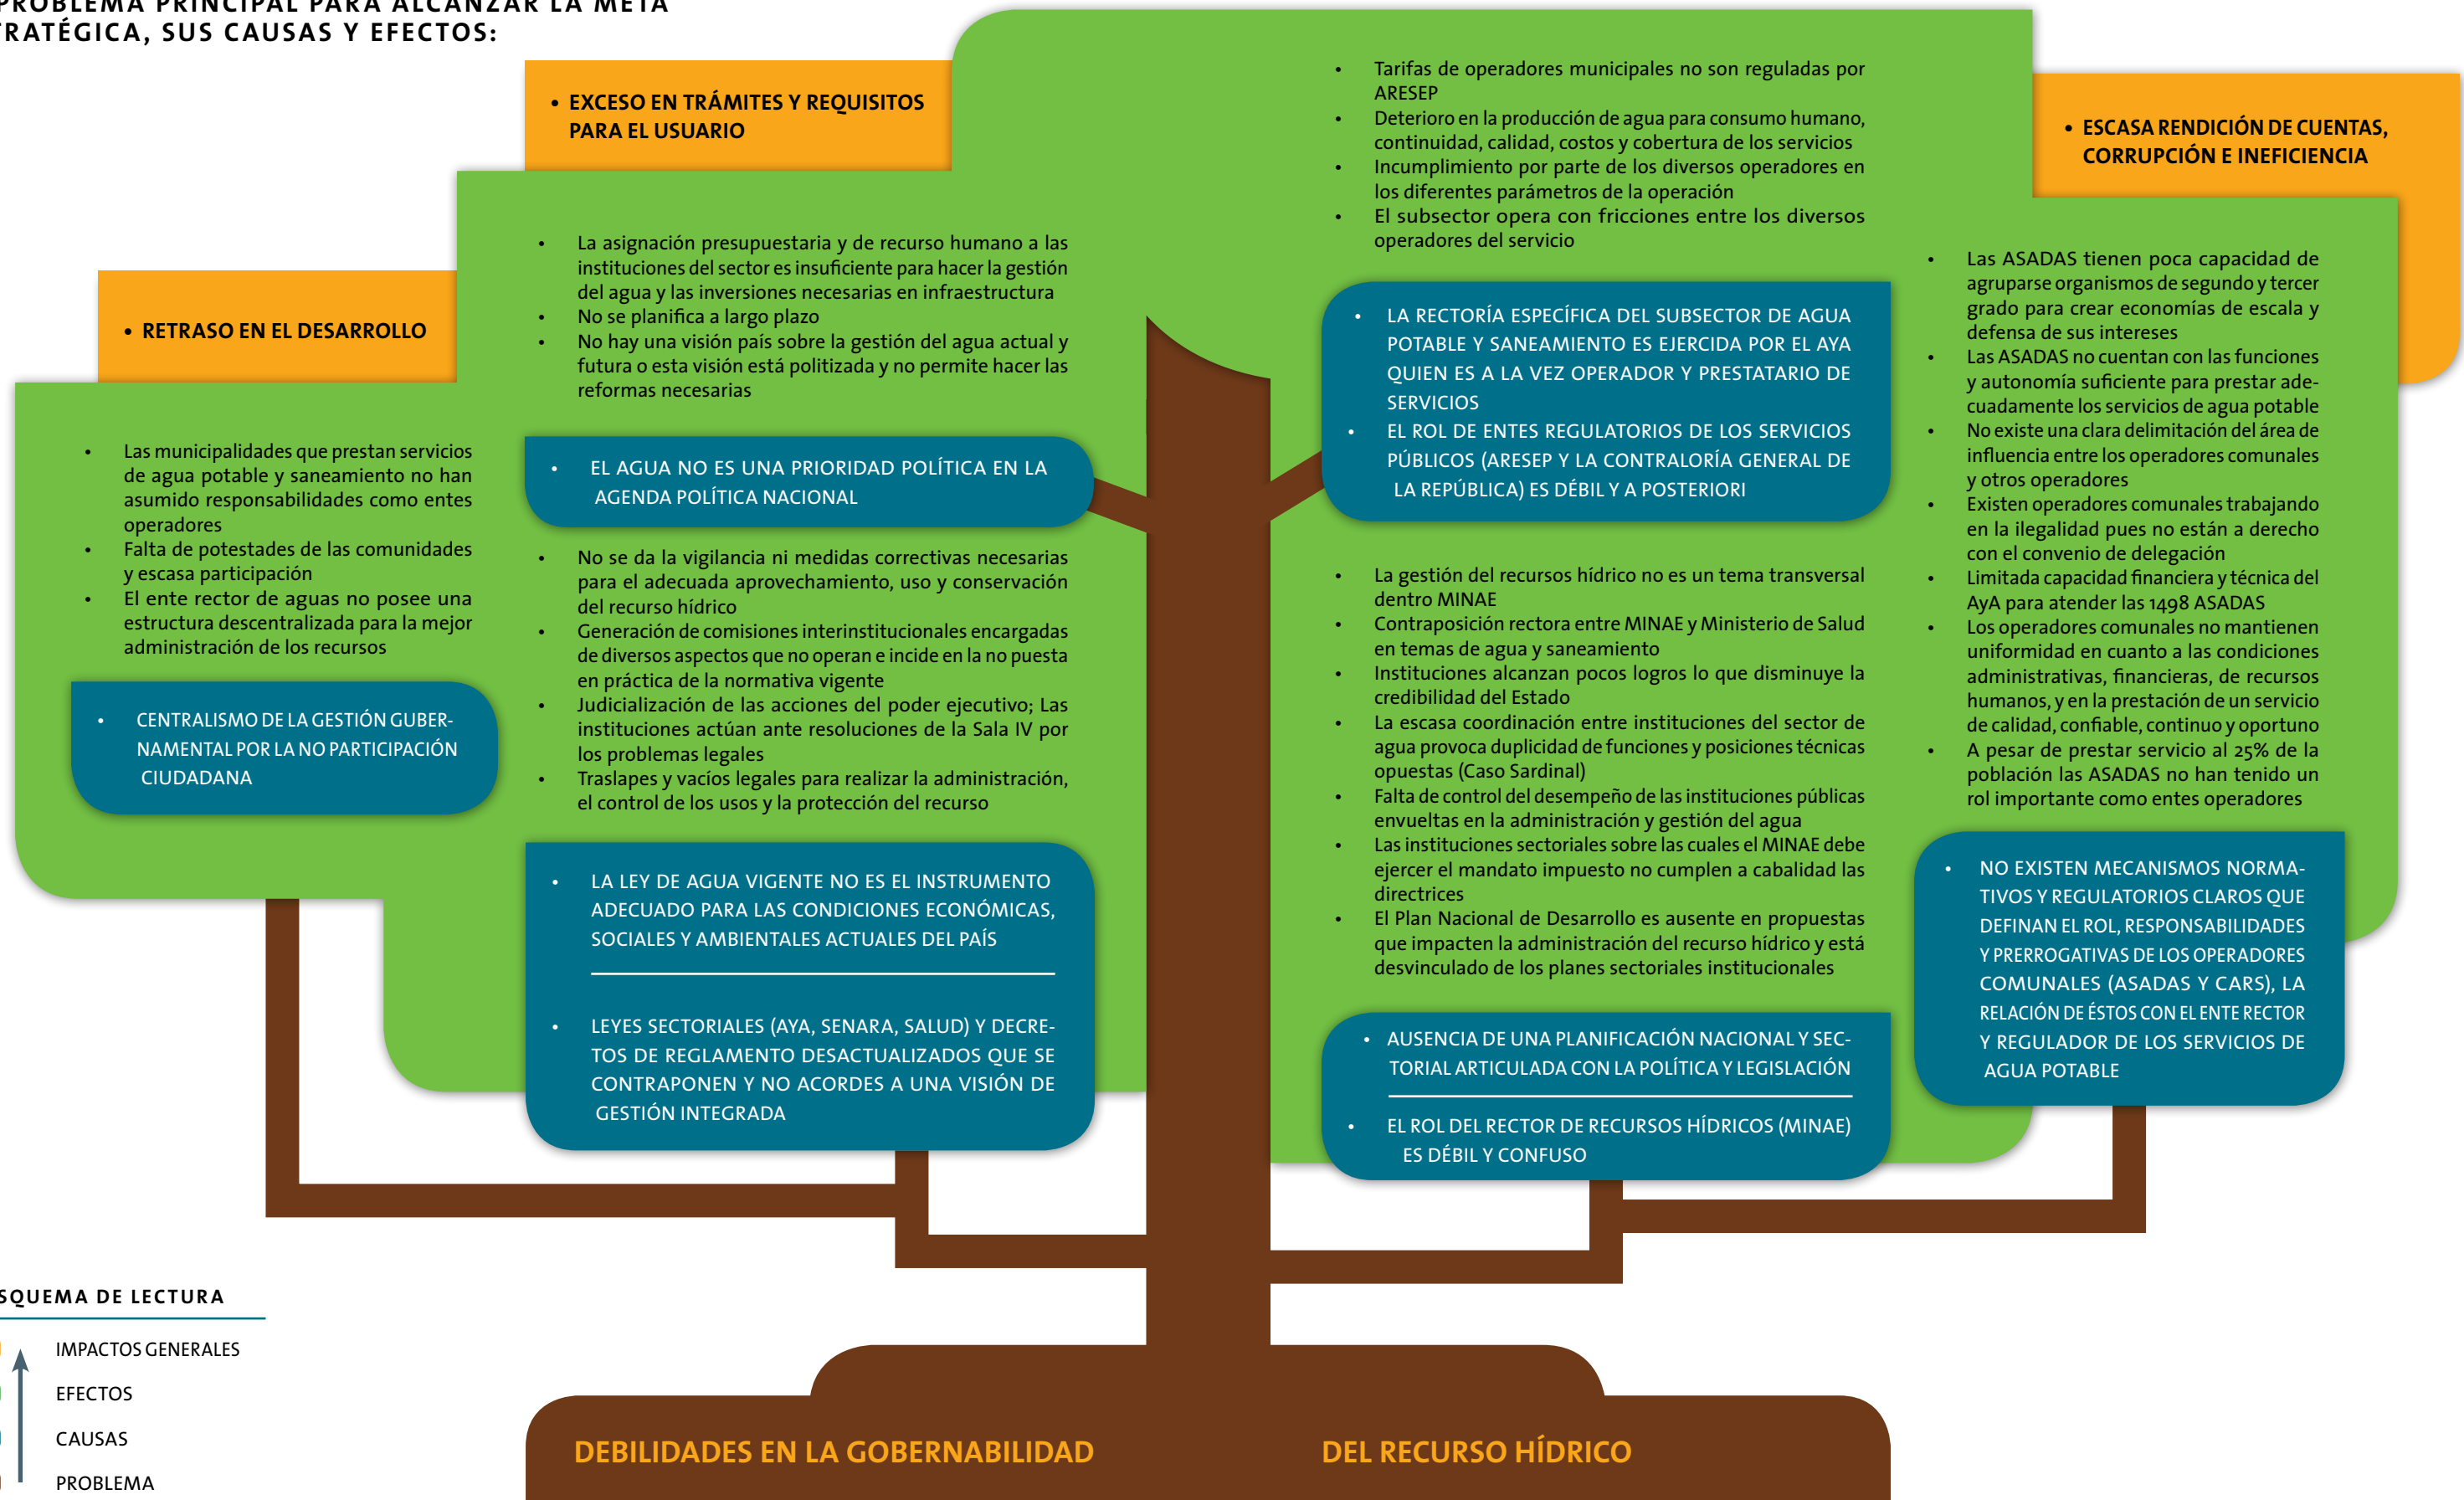 PROBLEMA PRINCIPAL PARA ALCANZAR LA META
TRATÉGICA, SUS CAUSAS Y EFECTOS:
• RETRASO EN EL DESARROLLO
• Las municipalidades que prestan servicios
de agua potable y saneamiento no han
asumido responsabilidades como entes
operadores
• Falta de potestades de las comunidades
y escasa participación
• El ente rector de aguas no posee una
estructura descentralizada para la mejor
administración de los recursos
• CENTRALISMO DE LA GESTIÓN GUBER-
NAMENTAL POR LA NO PARTICIPACIÓN
CIUDADANA
• EXCESO EN TRÁMITES Y REQUISITOS
PARA EL USUARIO
• La asignación presupuestaria y de recurso humano a las
instituciones del sector es insuficiente para hacer la gestión
del agua y las inversiones necesarias en infraestructura
• No se planifica a largo plazo
• No hay una visión país sobre la gestión del agua actual y
futura o esta visión está politizada y no permite hacer las
reformas necesarias
• EL AGUA NO ES UNA PRIORIDAD POLÍTICA EN LA
AGENDA POLÍTICA NACIONAL
• No se da la vigilancia ni medidas correctivas necesarias
para el adecuada aprovechamiento, uso y conservación
del recurso hídrico
• Generación de comisiones interinstitucionales encargadas
de diversos aspectos que no operan e incide en la no puesta
en práctica de la normativa vigente
• Judicialización de las acciones del poder ejecutivo; Las
instituciones actúan ante resoluciones de la Sala IV por
los problemas legales
• Traslapes y vacíos legales para realizar la administración,
el control de los usos y la protección del recurso
• LA LEY DE AGUA VIGENTE NO ES EL INSTRUMENTO
ADECUADO PARA LAS CONDICIONES ECONÓMICAS,
SOCIALES Y AMBIENTALES ACTUALES DEL PAÍS
• LEYES SECTORIALES (AYA, SENARA, SALUD) Y DECRE-
TOS DE REGLAMENTO DESACTUALIZADOS QUE SE
CONTRAPONEN Y NO ACORDES A UNA VISIÓN DE
GESTIÓN INTEGRADA
• Tarifas de operadores municipales no son reguladas por
ARESEP
• Deterioro en la producción de agua para consumo humano,
continuidad, calidad, costos y cobertura de los servicios
• Incumplimiento por parte de los diversos operadores en
los diferentes parámetros de la operación
• El subsector opera con fricciones entre los diversos
operadores del servicio
• LA RECTORÍA ESPECÍFICA DEL SUBSECTOR DE AGUA
POTABLE Y SANEAMIENTO ES EJERCIDA POR EL AYA
QUIEN ES A LA VEZ OPERADOR Y PRESTATARIO DE
SERVICIOS
• EL ROL DE ENTES REGULATORIOS DE LOS SERVICIOS
PÚBLICOS (ARESEP Y LA CONTRALORÍA GENERAL DE
LA REPÚBLICA) ES DÉBIL Y A POSTERIORI
• La gestión del recursos hídrico no es un tema transversal
dentro MINAE
• Contraposición rectora entre MINAE y Ministerio de Salud
en temas de agua y saneamiento
• Instituciones alcanzan pocos logros lo que disminuye la
credibilidad del Estado
• La escasa coordinación entre instituciones del sector de
agua provoca duplicidad de funciones y posiciones técnicas
opuestas (Caso Sardinal)
• Falta de control del desempeño de las instituciones públicas
envueltas en la administración y gestión del agua
• Las instituciones sectoriales sobre las cuales el MINAE debe
ejercer el mandato impuesto no cumplen a cabalidad las
directrices
• El Plan Nacional de Desarrollo es ausente en propuestas
que impacten la administración del recurso hídrico y está
desvinculado de los planes sectoriales institucionales
• AUSENCIA DE UNA PLANIFICACIÓN NACIONAL Y SEC-
TORIAL ARTICULADA CON LA POLÍTICA Y LEGISLACIÓN
• EL ROL DEL RECTOR DE RECURSOS HÍDRICOS (MINAE)
ES DÉBIL Y CONFUSO
• ESCASA RENDICIÓN DE CUENTAS,
CORRUPCIÓN E INEFICIENCIA
• Las ASADAS tienen poca capacidad de
agruparse organismos de segundo y tercer
grado para crear economías de escala y
defensa de sus intereses
• Las ASADAS no cuentan con las funciones
y autonomía suficiente para prestar ade-
cuadamente los servicios de agua potable
• No existe una clara delimitación del área de
influencia entre los operadores comunales
y otros operadores
• Existen operadores comunales trabajando
en la ilegalidad pues no están a derecho
con el convenio de delegación
• Limitada capacidad financiera y técnica del
AyA para atender las 1498 ASADAS
• Los operadores comunales no mantienen
uniformidad en cuanto a las condiciones
administrativas, financieras, de recursos
humanos, y en la prestación de un servicio
de calidad, confiable, continuo y oportuno
• A pesar de prestar servicio al 25% de la
población las ASADAS no han tenido un
rol importante como entes operadores
• NO EXISTEN MECANISMOS NORMA-
TIVOS Y REGULATORIOS CLAROS QUE
DEFINAN EL ROL, RESPONSABILIDADES
Y PRERROGATIVAS DE LOS OPERADORES
COMUNALES (ASADAS Y CARS), LA
RELACIÓN DE ÉSTOS CON EL ENTE RECTOR
Y REGULADOR DE LOS SERVICIOS DE
AGUA POTABLE
SQUEMA DE LECTURA
IMPACTOS GENERALES
EFECTOS
CAUSAS
PROBLEMA
DEBILIDADES EN LA GOBERNABILIDAD DEL RECURSO HÍDRICO